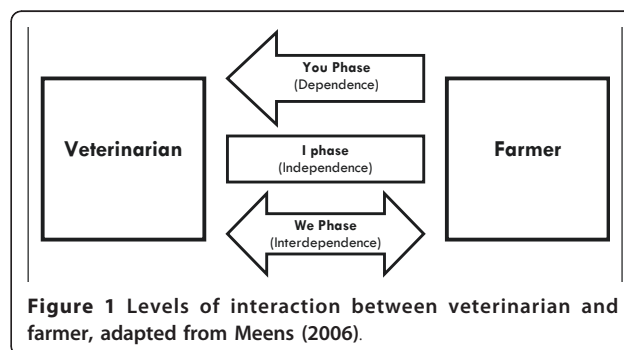 You Phase
(Dependence)
Veterinarian
I phase
(Independence)
Farmer
We Phase
(Interdependence)
Figure 1 Levels of interaction between veterinarian and
farmer, adapted from Meens (2006).